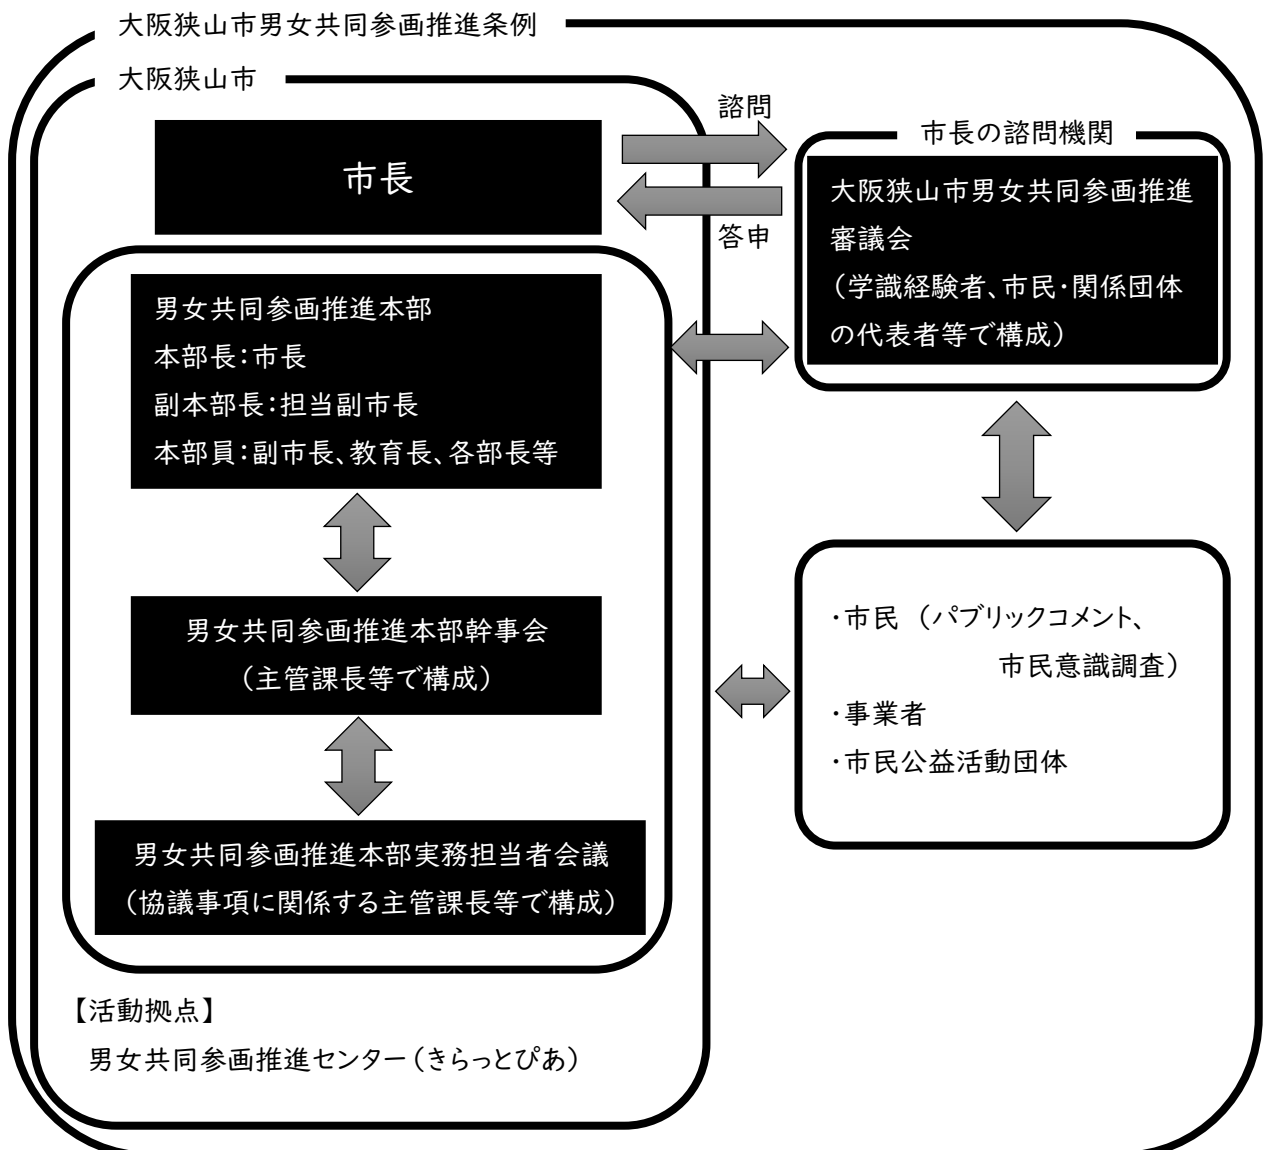 大阪狭山市男女共同参画推進条例
大阪狭山市
諮問
市長
市長の諮問機関
答申
大阪狭山市男女共同参画推進
審議会
（学識経験者、市民・関係団体
の代表者等で構成）
男女共同参画推進本部
本部長：市長
副本部長：担当副市長
本部員：副市長、教育長、各部長等
男女共同参画推進本部幹事会
（主管課長等で構成）
男女共同参画推進本部実務担当者会議
（協議事項に関係する主管課長等で構成）
・市民 （パブリックコメント、
市民意識調査）
・事業者
・市民公益活動団体
【活動拠点】
男女共同参画推進センター（きらっとぴあ）